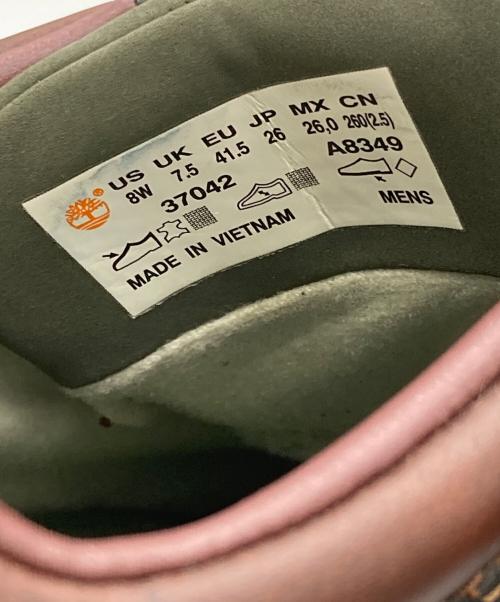 ® US UK EU JP MX CN
8W 7.5 41.5 26 26,0 260(2.5)
37042 A8349
MADE IN VIETNAM MENS